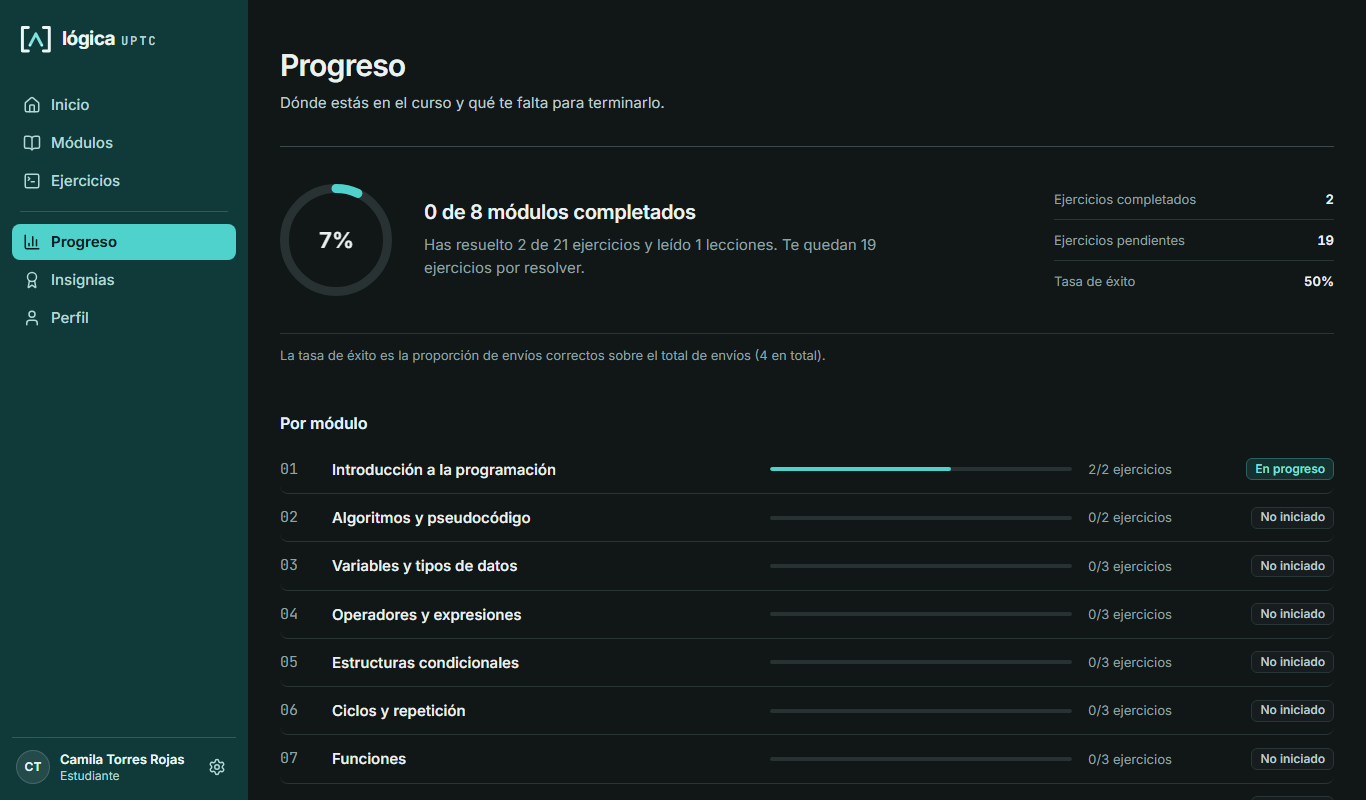 lógica UPTC
Inicio
Módulos
Ejercicios
Progreso
Insignias
Perfil
CT
Camila Torres Rojas
Estudiante
Progreso
Dónde estás en el curso y qué te falta para terminarlo.
7%
0 de 8 módulos completados
Has resuelto 2 de 21 ejercicios y leído 1 lecciones. Te quedan 19
ejercicios por resolver.
Ejercicios completados 2
Ejercicios pendientes 19
Tasa de éxito 50%
La tasa de éxito es la proporción de envíos correctos sobre el total de envíos (4 en total).
Por módulo
01 Introducción a la programación 2/2 ejercicios En progreso
02 Algoritmos y pseudocódigo 0/2 ejercicios No iniciado
03 Variables y tipos de datos 0/3 ejercicios No iniciado
04 Operadores y expresiones 0/3 ejercicios No iniciado
05 Estructuras condicionales 0/3 ejercicios No iniciado
06 Ciclos y repetición 0/3 ejercicios No iniciado
07 Funciones 0/3 ejercicios No iniciado